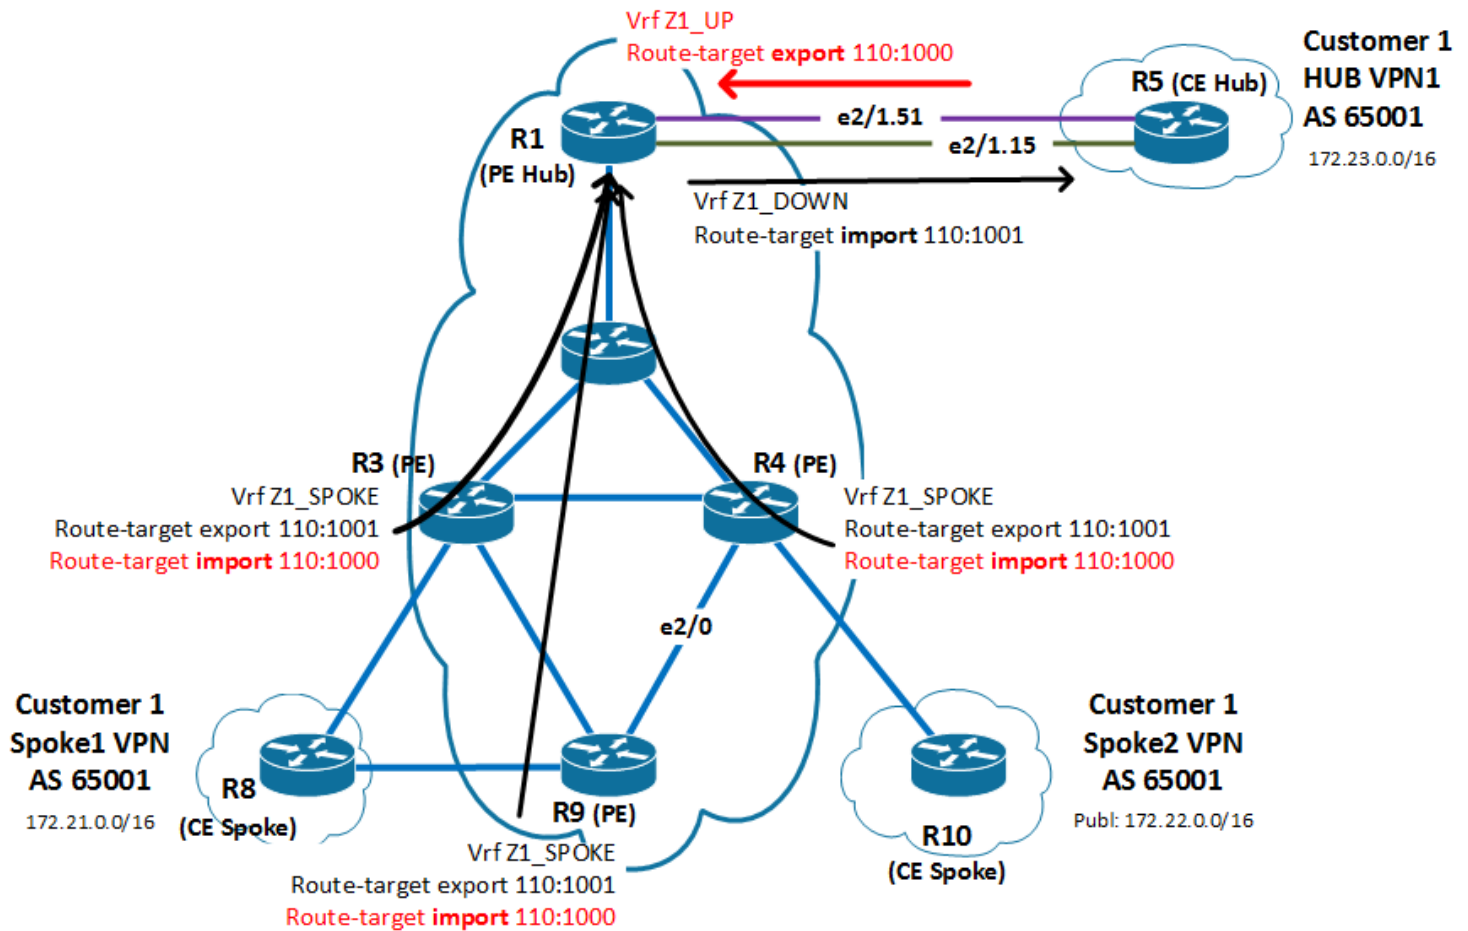 Vrf Z1_UP
Route-target export 110:1000
Customer 1
HUB VPN1
AS 65001
172.23.0.0/16
R5 (CE Hub)
e2/1.51
e2/1.15
R1
(PE Hub)
Vrf Z1_DOWN
Route-target import 110:1001
R3 (PE)
Vrf Z1_SPOKE
Route-target export 110:1001
Route-target import 110:1000
R4 (PE)
Vrf Z1_SPOKE
Route-target export 110:1001
Route-target import 110:1000
e2/0
Customer 1
Spoke1 VPN
AS 65001
172.21.0.0/16
R8
(CE Spoke)
R9 (PE)
Vrf Z1_SPOKE
Route-target export 110:1001
Route-target import 110:1000
Customer 1
Spoke2 VPN
AS 65001
Publ: 172.22.0.0/16
R10
(CE Spoke)